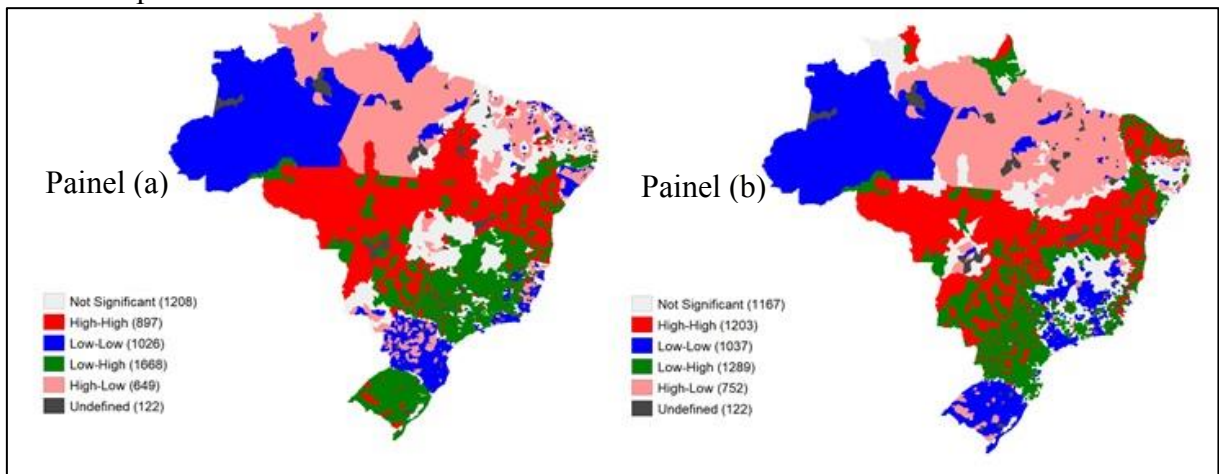 Painel (a)
Not Significant (1208)
High-High (897)
Low-Low (1026)
Low-High (1668)
High-Low (649)
Undefined (122)
Painel (b)
Not Significant (1167)
High-High (1203)
Low-Low (1037)
Low-High (1289)
High-Low (752)
Undefined (122)